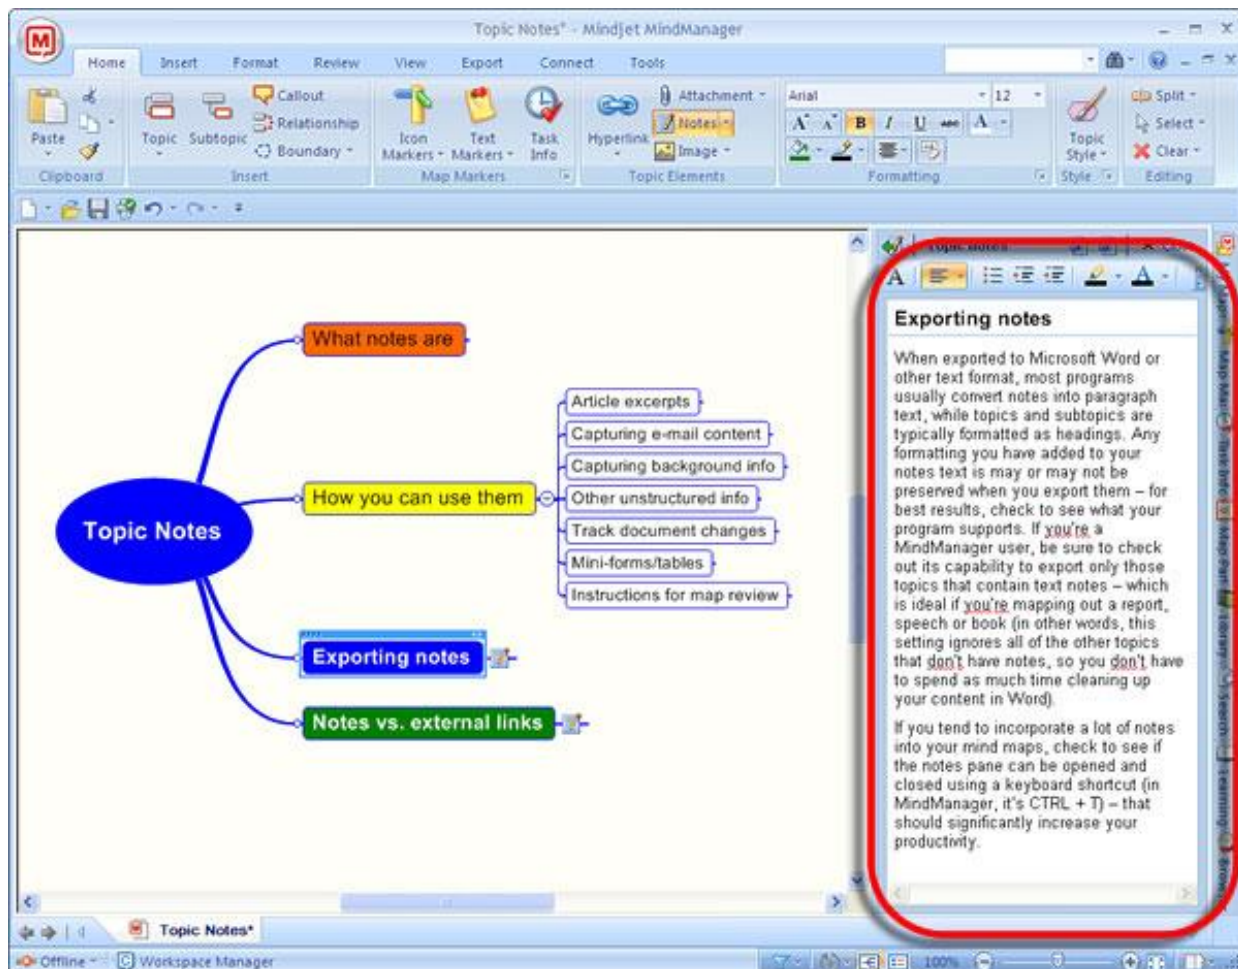 Topic Notes* - Mindjet MindManager
Home Insert Format Review View Export Connect Tools
Paste
Clipboard
Topic
Subtopic
Callout
Relationship
Boundary
Insert
Icon Markers
Text Markers
Task Info
Map Markers
Hyperlink
Attachment
Notes
Image
Topic Elements
Arial 12
A A B I U abc A
Formatting
Topic Style
Style
Split
Select
Clear
Editing
Topic Notes
What notes are
How you can use them
Article excerpts
Capturing e-mail content
Capturing background info
Other unstructured info
Track document changes
Mini-forms/tables
Instructions for map review
Exporting notes
Notes vs. external links
Topic Notes
Exporting notes
When exported to Microsoft Word or
other text format, most programs
usually convert notes into paragraph
text, while topics and subtopics are
typically formatted as headings. Any
formatting you have added to your
notes text is may or may not be
preserved when you export them – for
best results, check to see what your
program supports. If you're a
MindManager user, be sure to check
out its capability to export only those
topics that contain text notes – which
is ideal if you're mapping out a report,
speech or book (in other words, this
setting ignores all of the other topics
that don't have notes, so you don't have
to spend as much time cleaning up
your content in Word).
If you tend to incorporate a lot of notes
into your mind maps, check to see if
the notes pane can be opened and
closed using a keyboard shortcut (in
MindManager, it's CTRL + T) – that
should significantly increase your
productivity.
Task Info
Map Part
Library
Search
Learning
Topic Notes*
Offline
Workspace Manager
100%